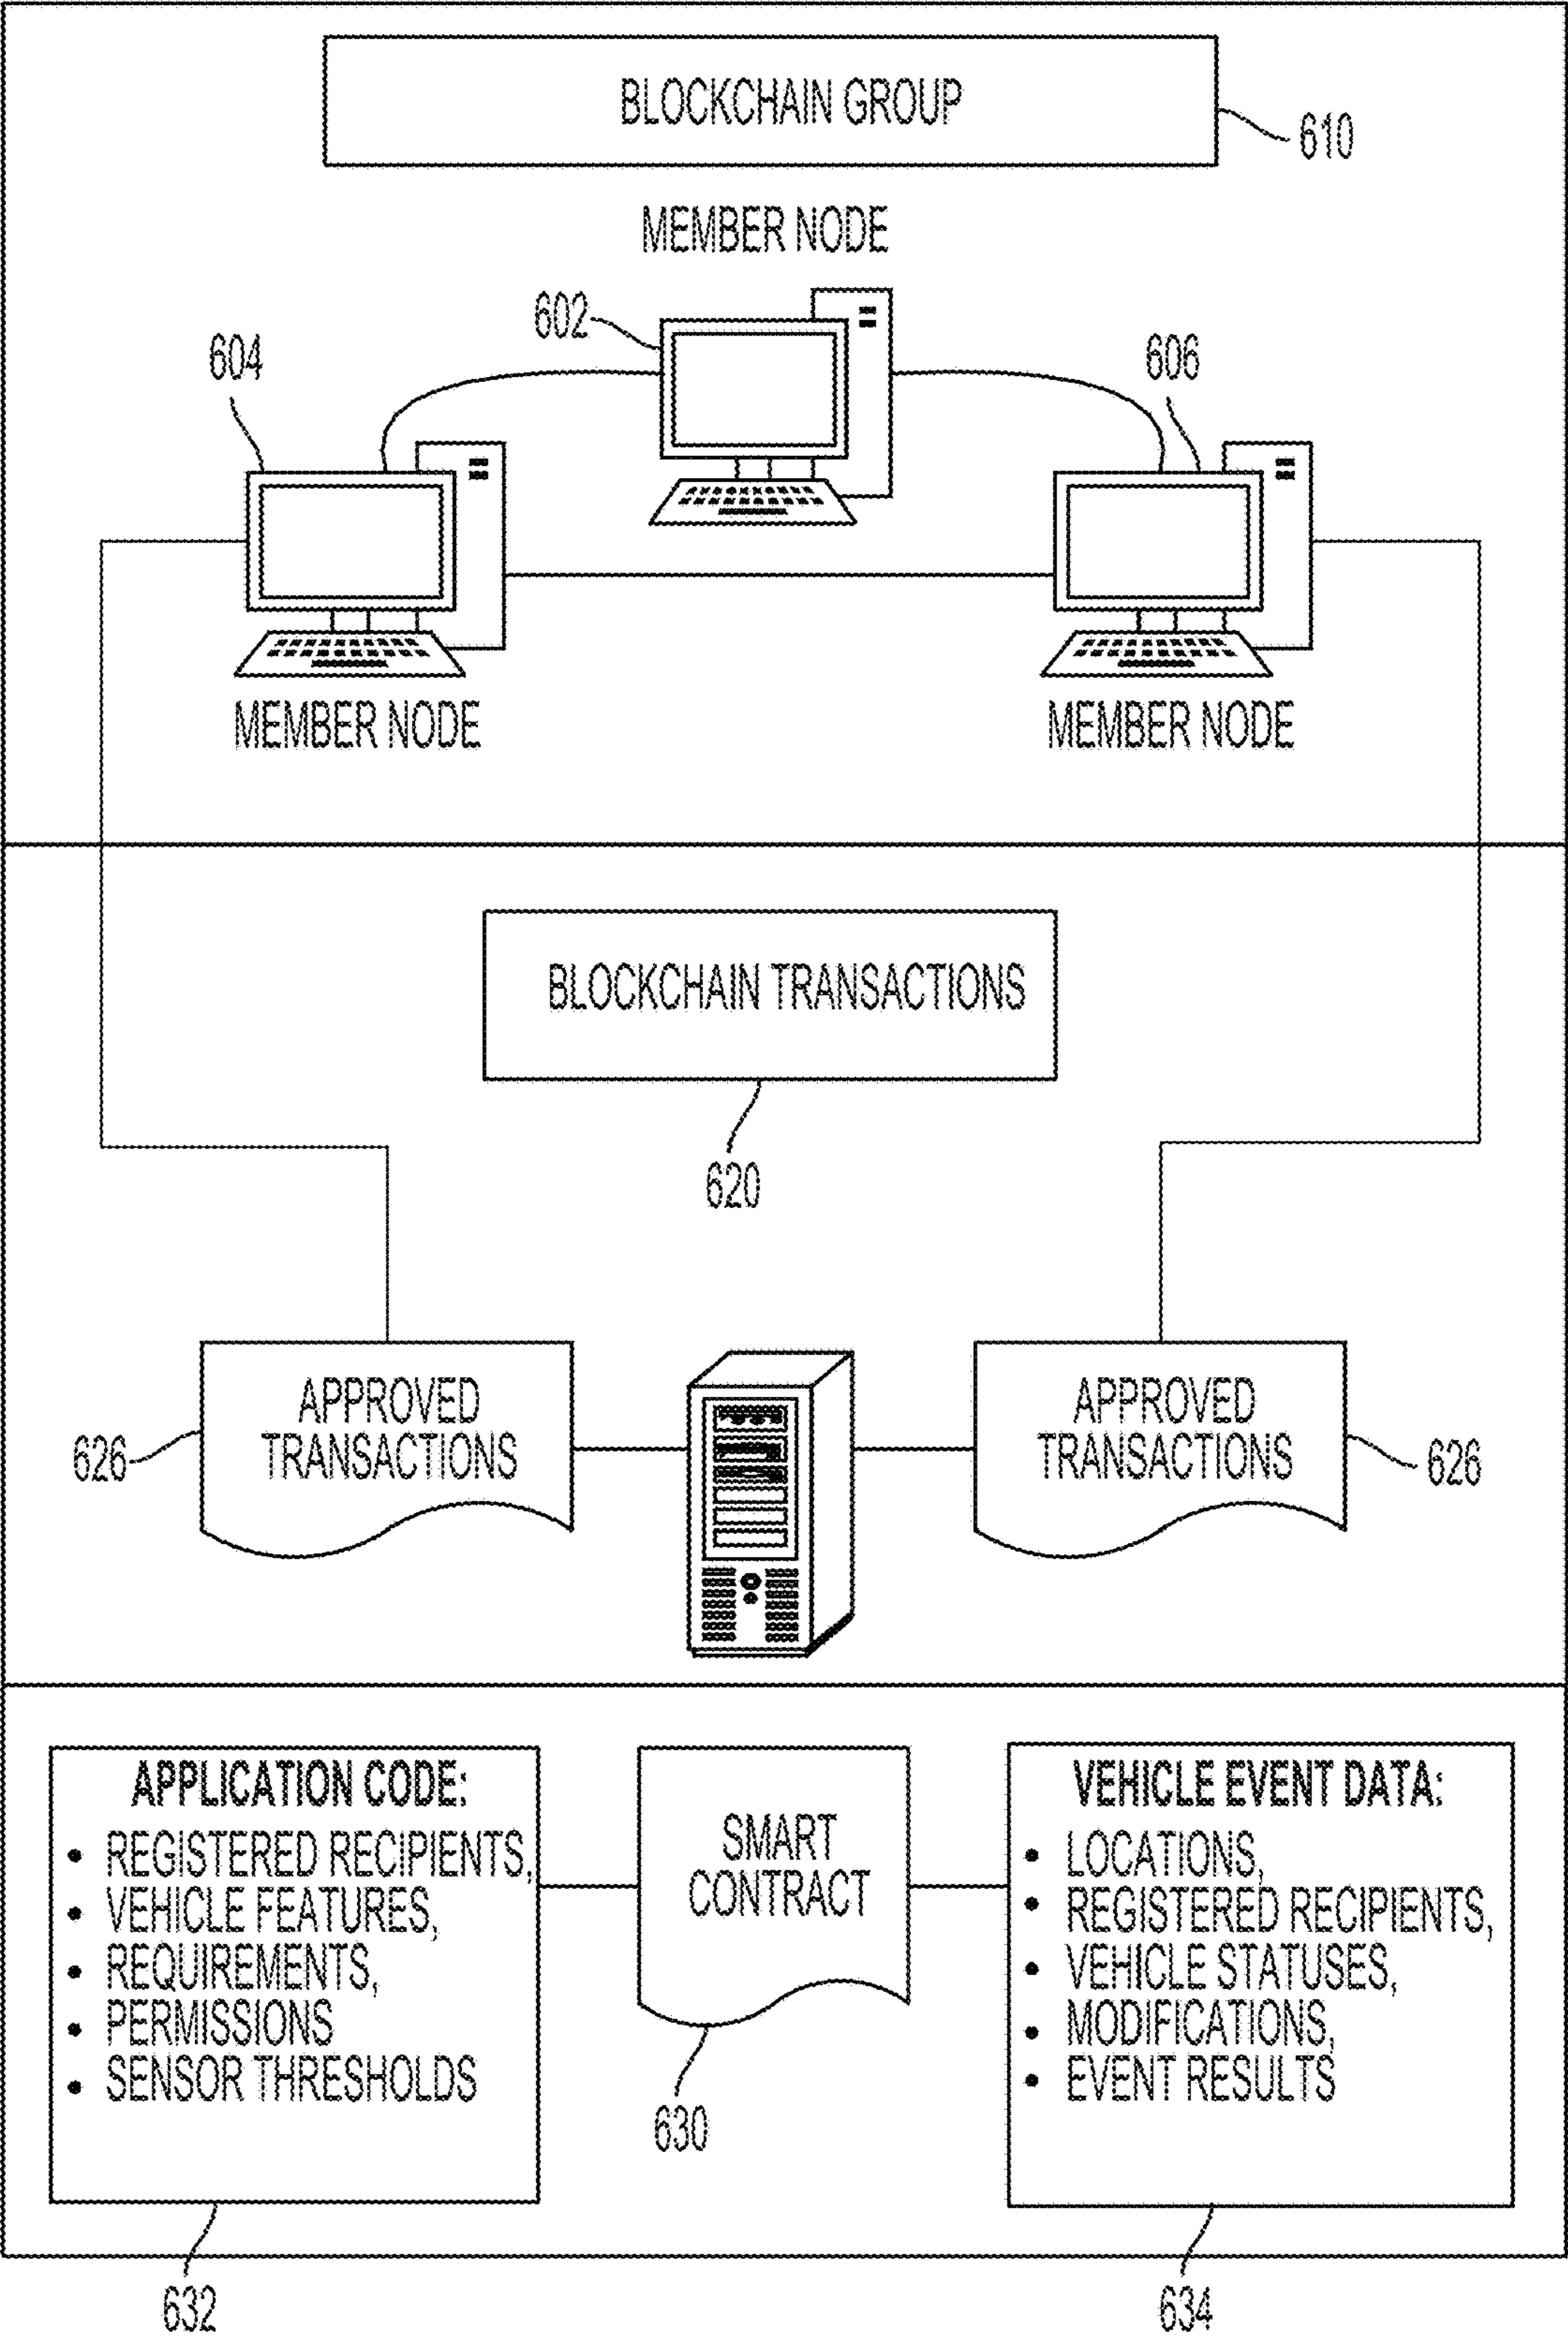 BLOCKCHAIN GROUP
610
MEMBER NODE
602
604
606
MEMBER NODE
MEMBER NODE
BLOCKCHAIN TRANSACTIONS
620
APPROVED
TRANSACTIONS
626
APPROVED
TRANSACTIONS
626
APPLICATION CODE:
• REGISTERED RECIPIENTS,
• VEHICLE FEATURES,
• REQUIREMENTS,
• PERMISSIONS
• SENSOR THRESHOLDS
632
SMART
CONTRACT
630
VEHICLE EVENT DATA:
• LOCATIONS,
• REGISTERED RECIPIENTS,
• VEHICLE STATUSES,
• MODIFICATIONS,
• EVENT RESULTS
634